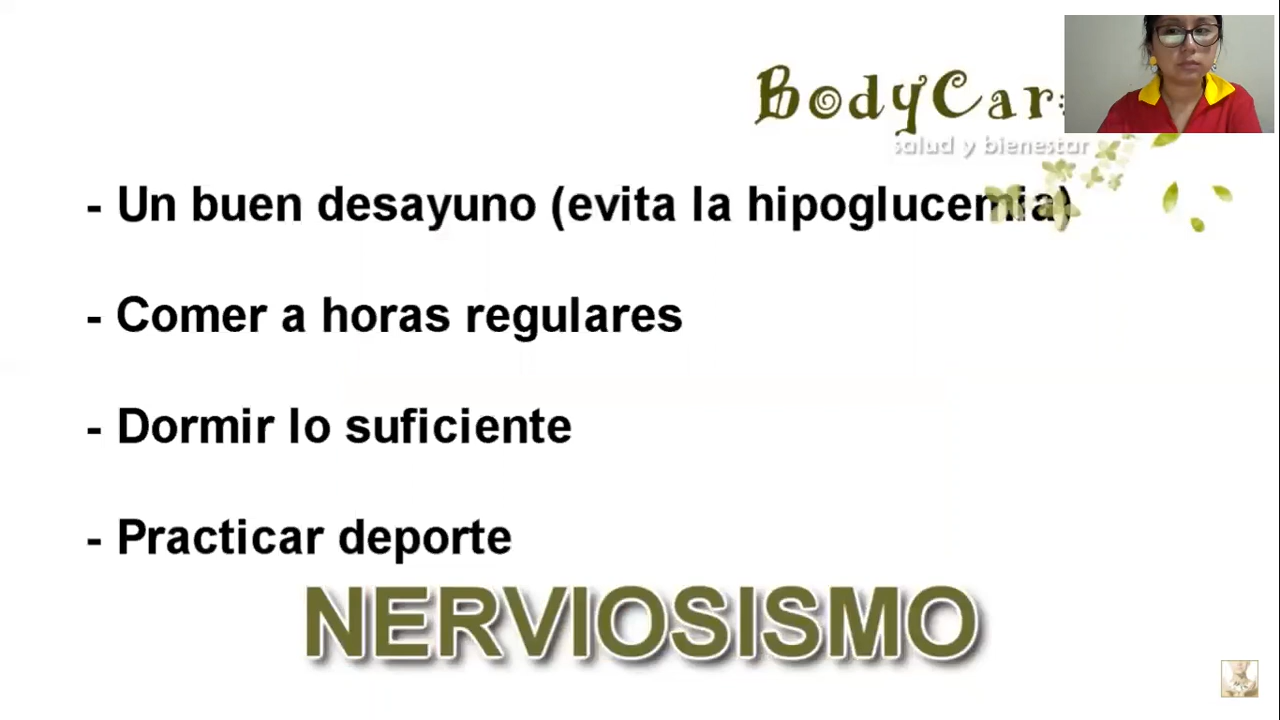 BodyCar
salud y bienestar
- Un buen desayuno (evita la hipoglucemia)
- Comer a horas regulares
- Dormir lo suficiente
- Practicar deporte
NERVIOSISMO